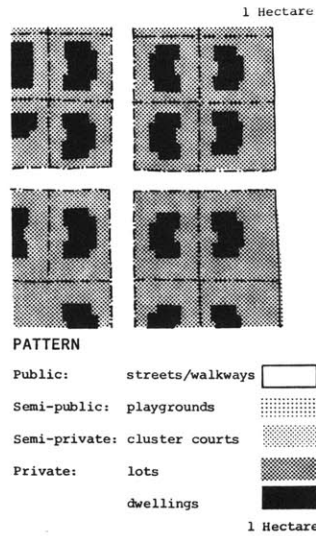 1 Hectare
PATTERN
Public: streets/walkways
Semi-public: playgrounds
Semi-private: cluster courts
Private: lots
dwellings
1 Hectare